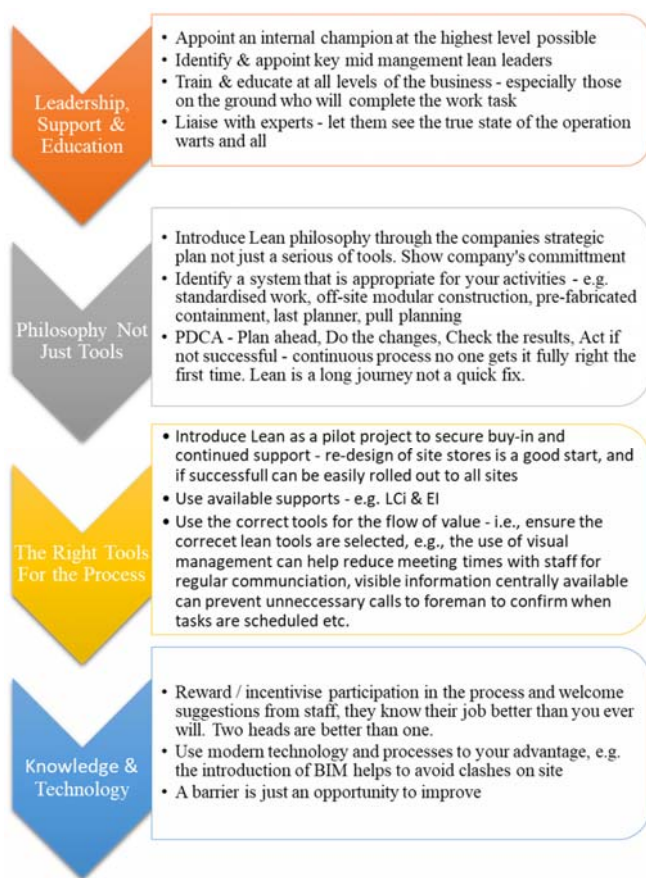 Leadership,
Support &
Education
• Appoint an internal champion at the highest level possible
• Identify & appoint key mid mangement lean leaders
• Train & educate at all levels of the business - especially those
on the ground who will complete the work task
• Liaise with experts - let them see the true state of the operation
warts and all
Philosophy Not
Just Tools
• Introduce Lean philosophy through the companies strategic
plan not just a serious of tools. Show company's committment
• Identify a system that is appropriate for your activities - e.g.
standardised work, off-site modular construction, pre-fabricated
containment, last planner, pull planning
• PDCA - Plan ahead, Do the changes, Check the results, Act if
not successful - continuous process no one gets it fully right the
first time. Lean is a long journey not a quick fix.
The Right Tools
For the Process
• Introduce Lean as a pilot project to secure buy-in and
continued support - re-design of site stores is a good start, and
if successfull can be easily rolled out to all sites
• Use available supports - e.g. LCi & EI
• Use the correct tools for the flow of value - i.e., ensure the
correcet lean tools are selected, e.g., the use of visual
management can help reduce meeting times with staff for
regular communciation, visible information centrally available
can prevent unneccessary calls to foreman to confirm when
tasks are scheduled etc.
Knowledge &
Technology
• Reward / incentivise participation in the process and welcome
suggestions from staff, they know their job better than you ever
will. Two heads are better than one.
• Use modern technology and processes to your advantage, e.g.
the introduction of BIM helps to avoid clashes on site
• A barrier is just an opportunity to improve